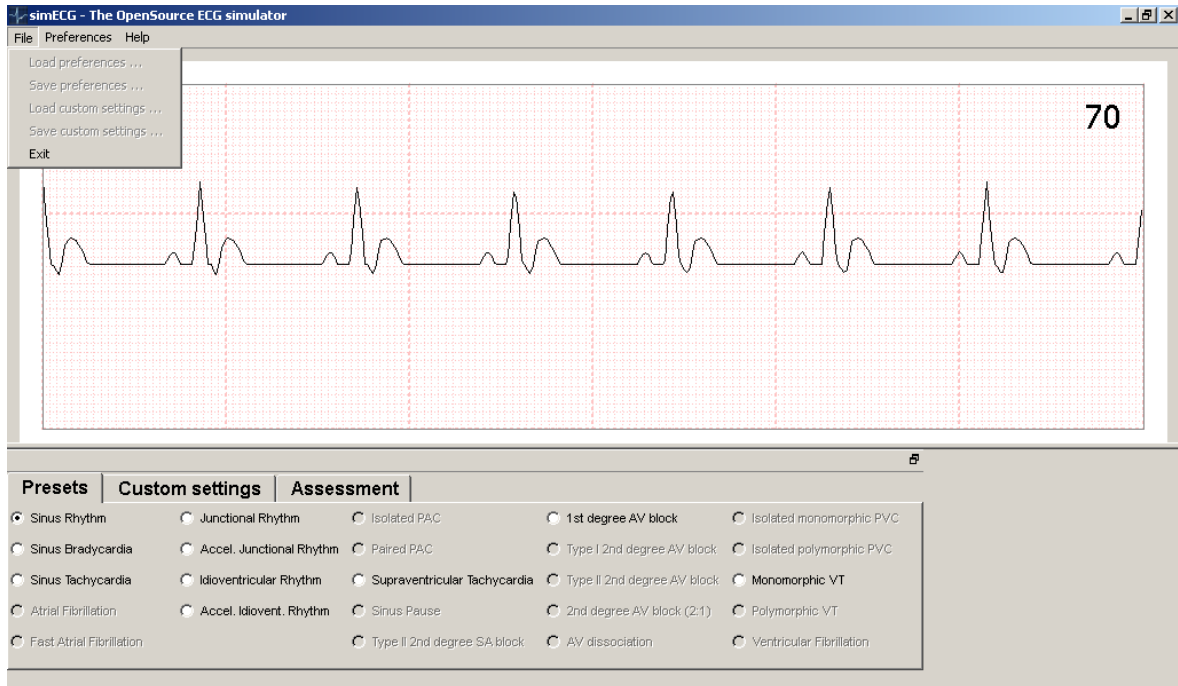 simECG - The OpenSource ECG simulator
File Preferences Help
Load preferences ...
Save preferences ...
Load custom settings ...
Save custom settings ...
Exit
70
Presets Custom settings Assessment
Sinus Rhythm Junctional Rhythm Isolated PAC 1st degree AV block Isolated monomorphic PVC
Sinus Bradycardia Accel. Junctional Rhythm Paired PAC Type I 2nd degree AV block Isolated polymorphic PVC
Sinus Tachycardia Idioventricular Rhythm Supraventricular Tachycardia Type II 2nd degree AV block Monomorphic VT
Atrial Fibrillation Accel. Idiovent. Rhythm Sinus Pause 2nd degree AV block (2:1) Polymorphic VT
Fast Atrial Fibrillation Type II 2nd degree SA block AV dissociation Ventricular Fibrillation